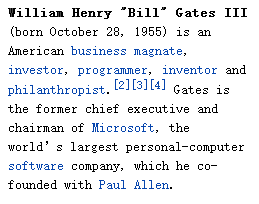 William Henry "Bill" Gates III
(born October 28, 1955) is an
American business magnate,
investor, programmer, inventor and
philanthropist.[2][3][4] Gates is
the former chief executive and
chairman of Microsoft, the
world's largest personal-computer
software company, which he co-
founded with Paul Allen.